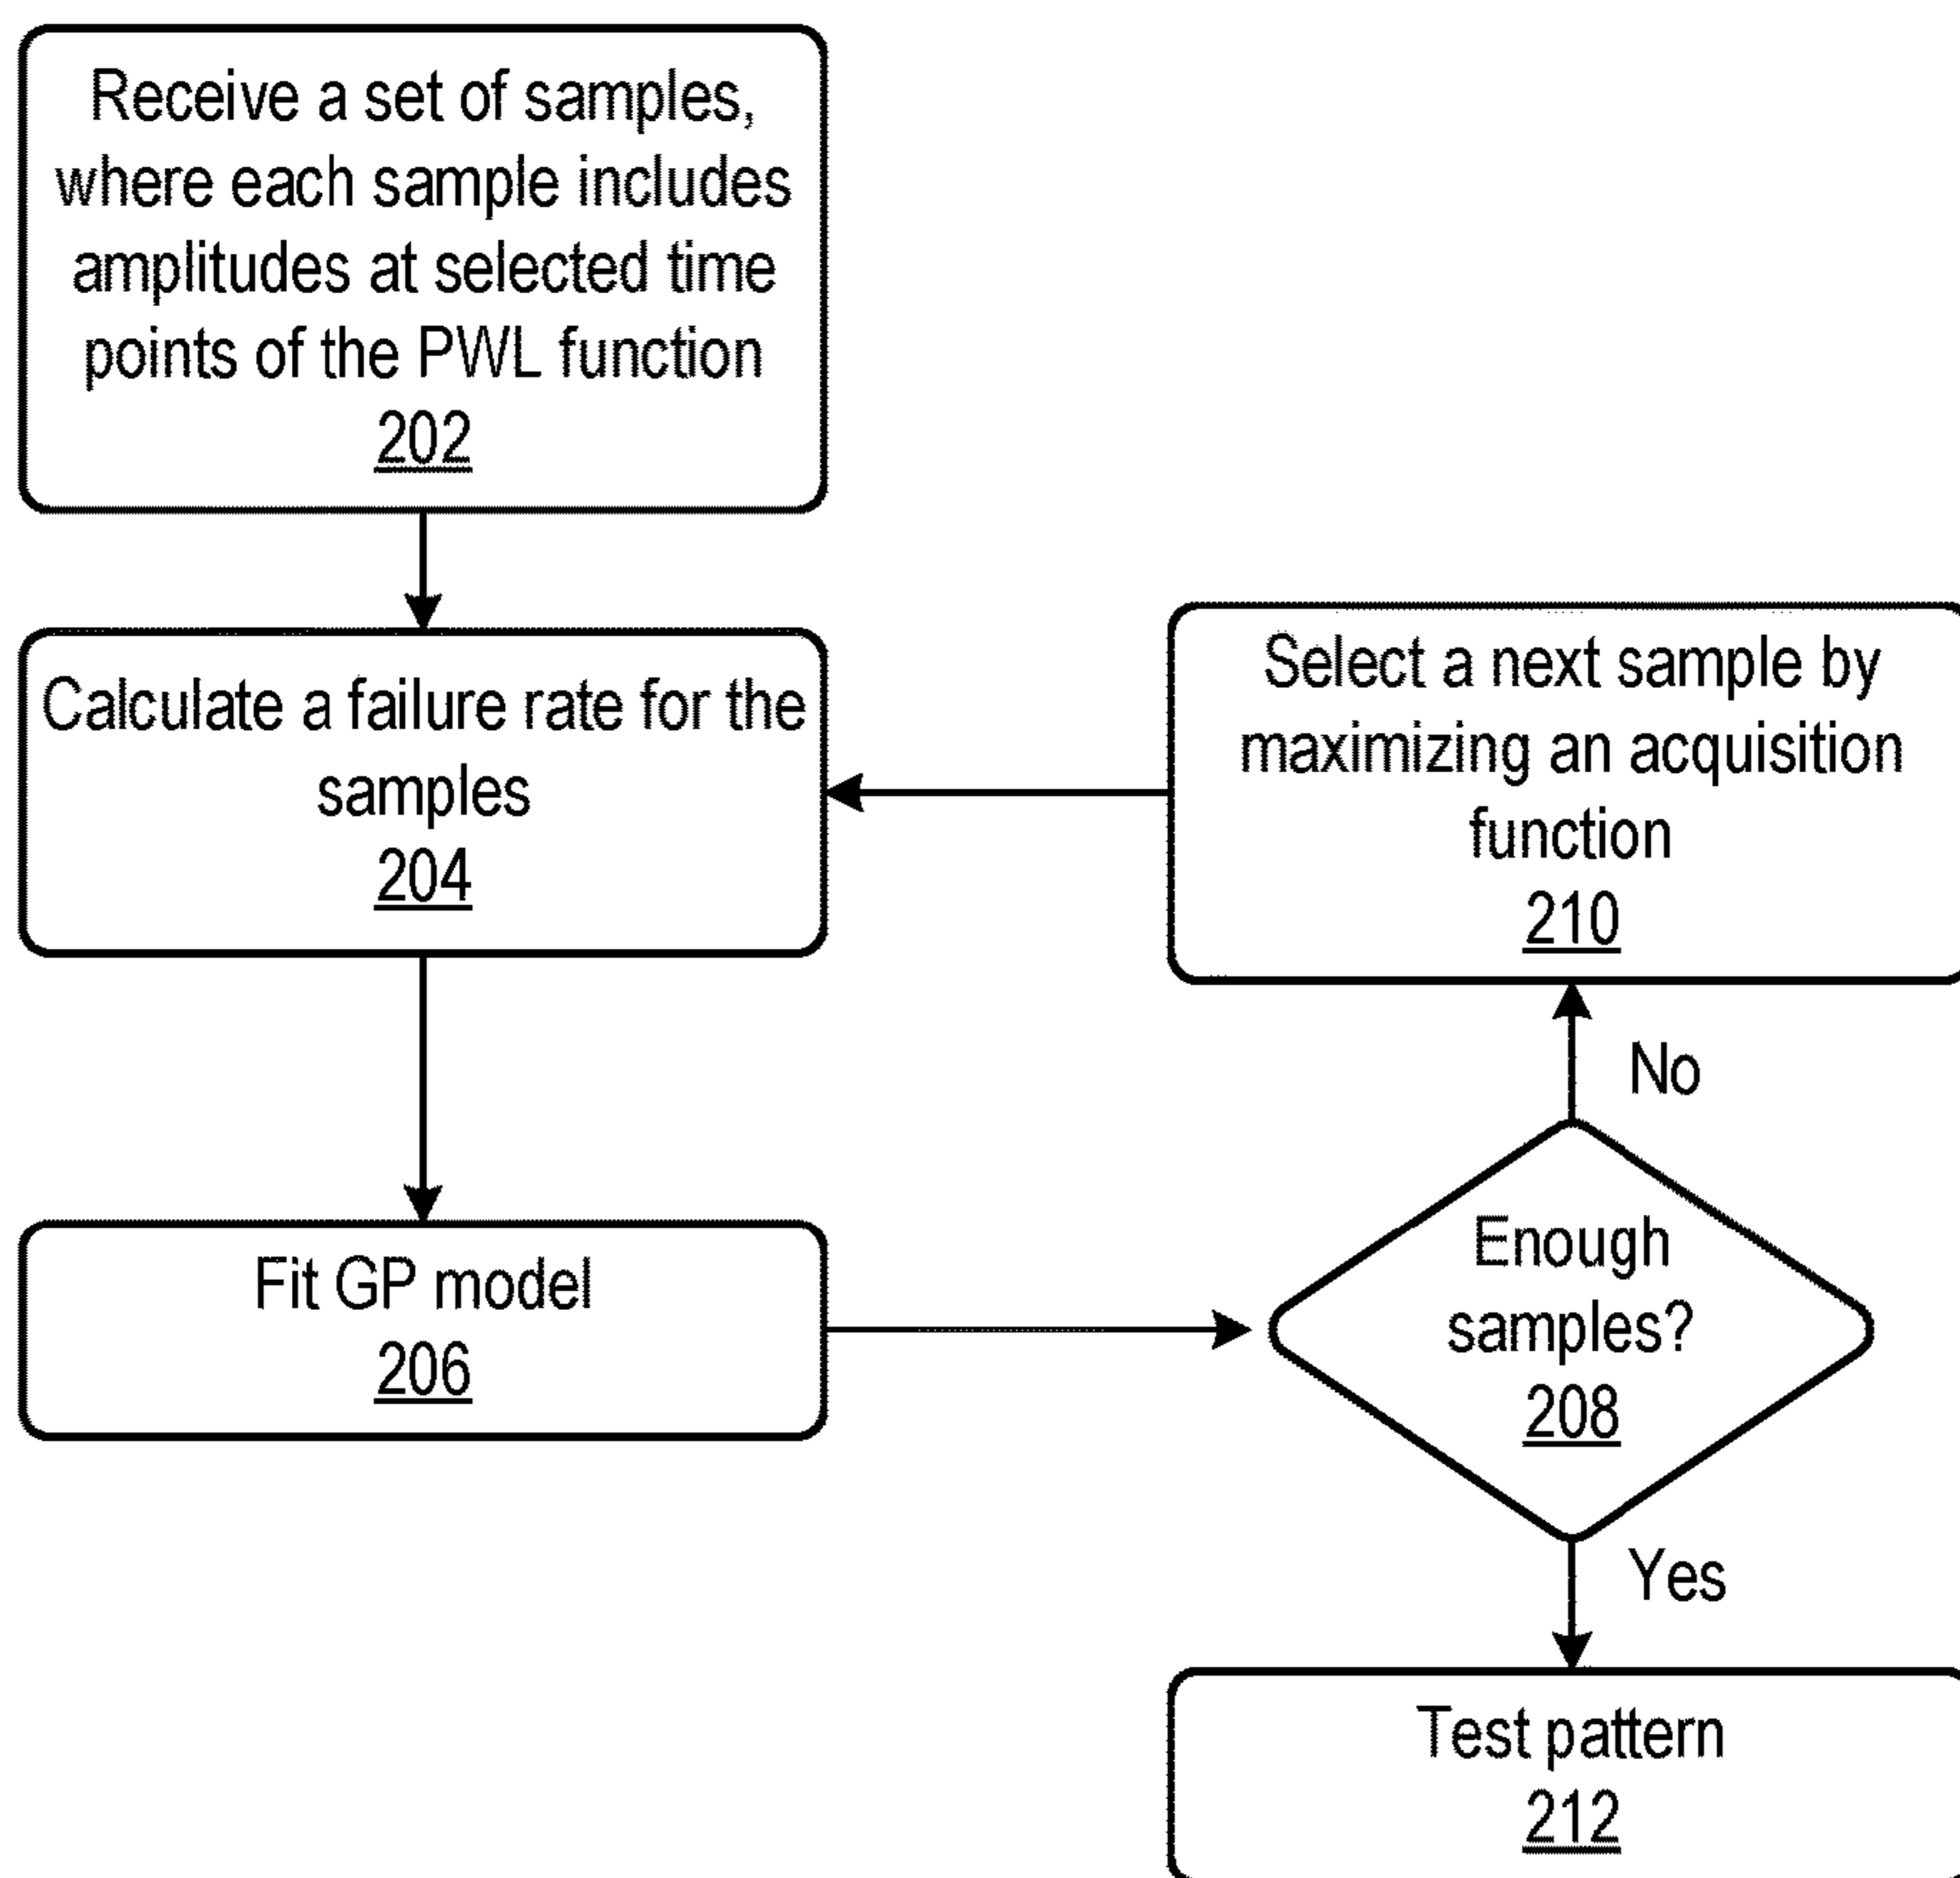 Receive a set of samples,
where each sample includes
amplitudes at selected time
points of the PWL function
202
Calculate a failure rate for the
samples
204
Fit GP model
206
Select a next sample by
maximizing an acquisition
function
210
No
Enough
samples?
208
Yes
Test pattern
212